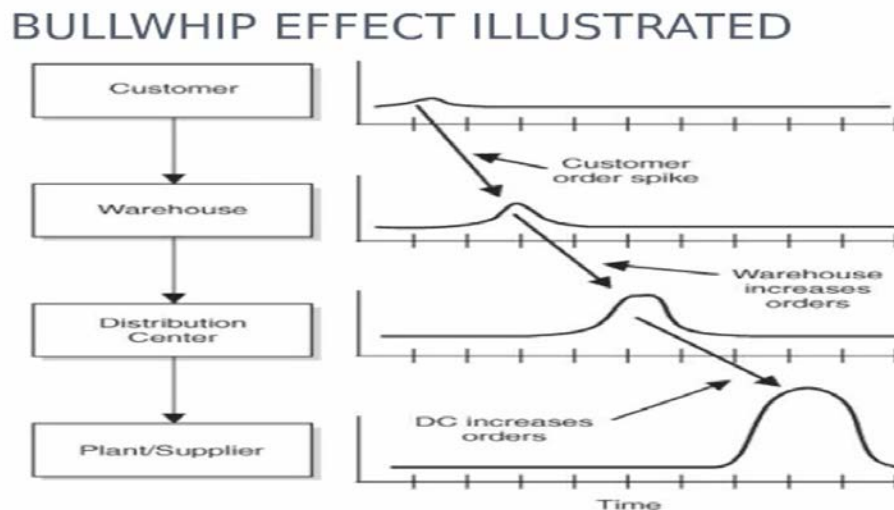 BULLWHIP EFFECT ILLUSTRATED
Customer
Customer
order spike
Warehouse
Warehouse
increases
orders
Distribution
Center
DC increases
orders
Plant/Supplier
Time